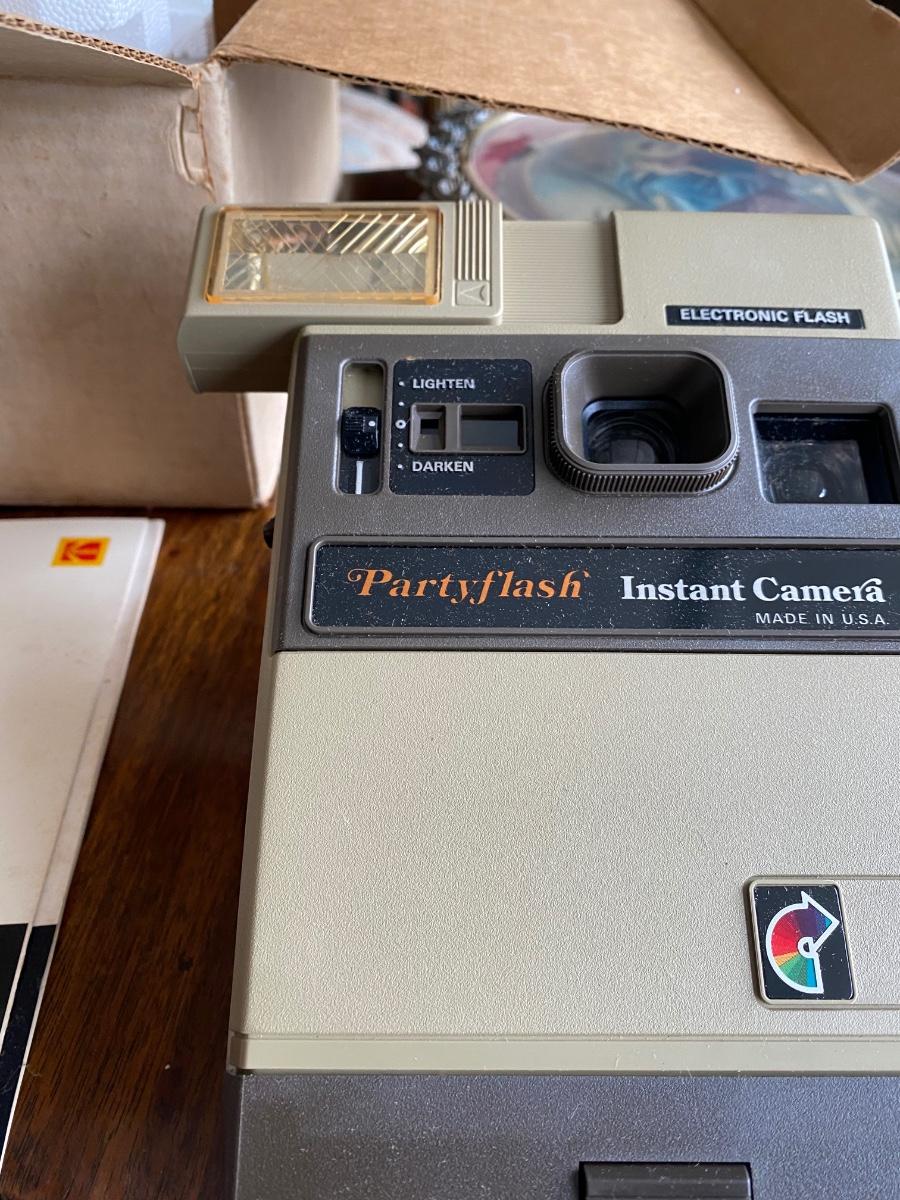 ELECTRONIC FLASH
LIGHTEN
DARKEN
Partyflash Instant Camera
MADE IN U.S.A.